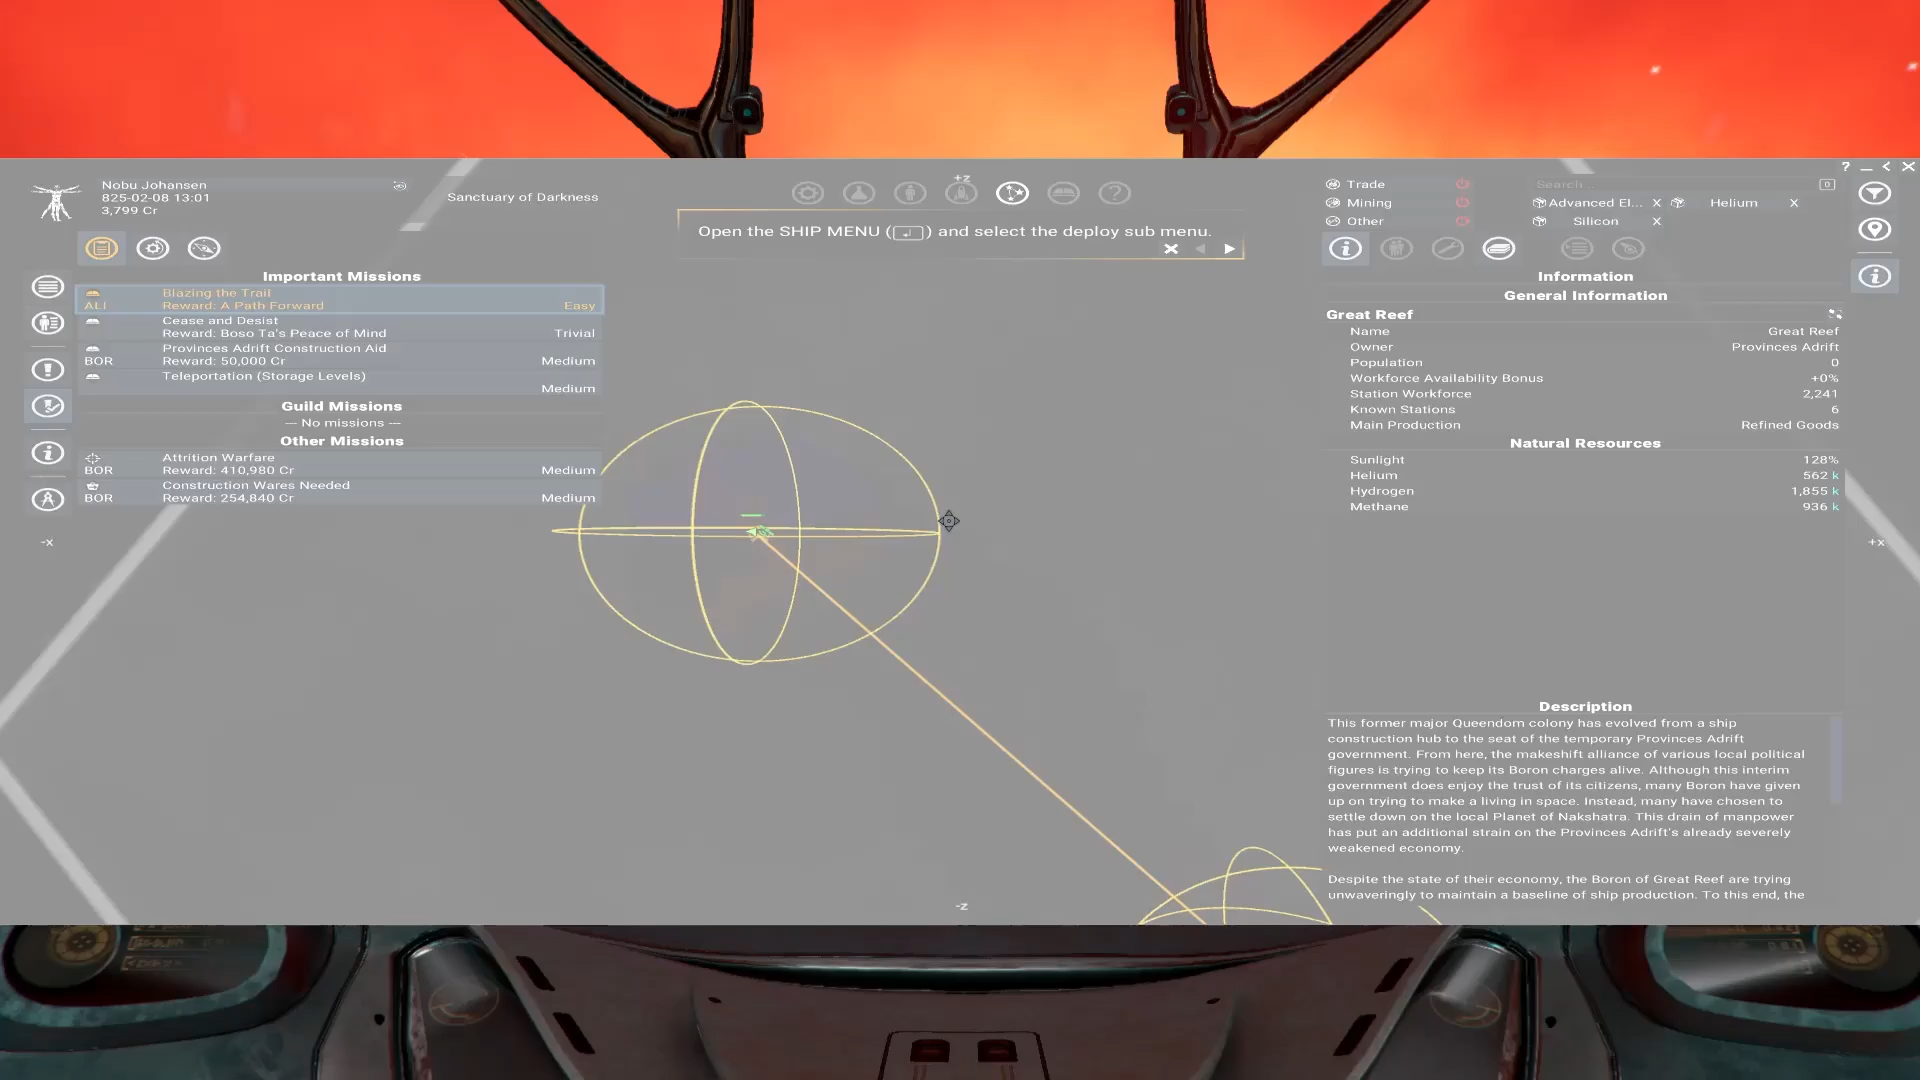 Nobu Johansen
825-02-08 13:01
3,799 Cr
Sanctuary of Darkness
Important Missions
Blazing the Trail
ALI Reward: A Path Forward Easy
Cease and Desist
Reward: Boso Ta's Peace of Mind Trivial
Provinces Adrift Construction Aid
BOR Reward: 50,000 Cr Medium
Teleportation (Storage Levels)
Medium
Guild Missions
--- No missions ---
Other Missions
Attrition Warfare
BOR Reward: 410,980 Cr Medium
Construction Wares Needed
BOR Reward: 254,840 Cr Medium
-x
+z
Open the SHIP MENU ( ) and select the deploy sub menu.
-z
+x
? _ < X
Trade
Mining
Other
Search...
0
Advanced El... X Helium X
Silicon X
Information
General Information
Great Reef
Name Great Reef
Owner Provinces Adrift
Population 0
Workforce Availability Bonus +0%
Station Workforce 2,241
Known Stations 6
Main Production Refined Goods
Natural Resources
Sunlight 128%
Helium 562 k
Hydrogen 1,855 k
Methane 936 k
Description
This former major Queendom colony has evolved from a ship
construction hub to the seat of the temporary Provinces Adrift
government. From here, the makeshift alliance of various local political
figures is trying to keep its Boron charges alive. Although this interim
government does enjoy the trust of its citizens, many Boron have given
up on trying to make a living in space. Instead, many have chosen to
settle down on the local Planet of Nakshatra. This drain of manpower
has put an additional strain on the Provinces Adrift's already severely
weakened economy.
Despite the state of their economy, the Boron of Great Reef are trying
unwaveringly to maintain a baseline of ship production. To this end, the